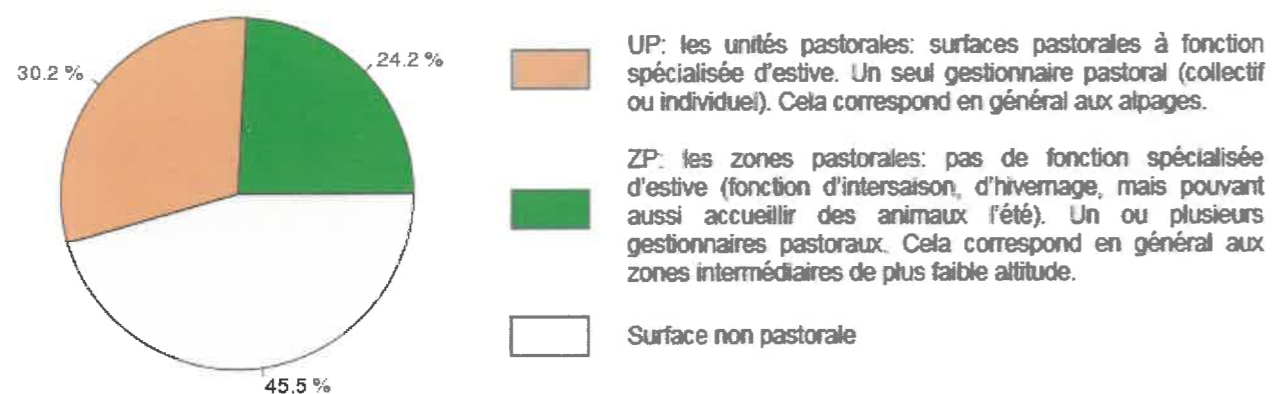 30.2 %
24.2 %
45.5 %
UP: les unités pastorales: surfaces pastorales à fonction
spécialisée d'estive. Un seul gestionnaire pastoral (collectif
ou individuel). Cela correspond en général aux alpages.
ZP: les zones pastorales: pas de fonction spécialisée
d'estive (fonction d'intersaison, d'hivernage, mais pouvant
aussi accueillir des animaux l'été). Un ou plusieurs
gestionnaires pastoraux. Cela correspond en général aux
zones intermédiaires de plus faible altitude.
Surface non pastorale